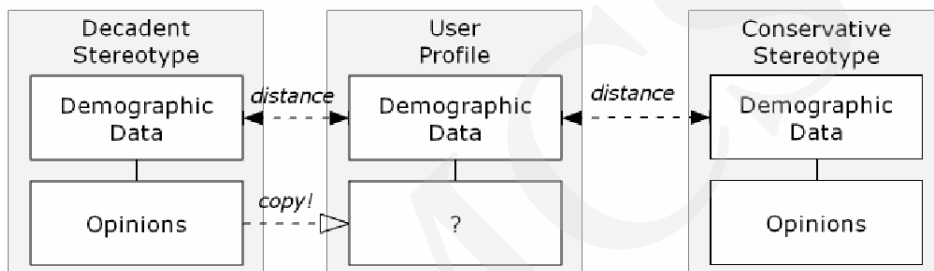 Decadent
Stereotype
User
Profile
Conservative
Stereotype
Demographic
Data
distance
Demographic
Data
distance
Demographic
Data
Opinions
copy!
?
Opinions